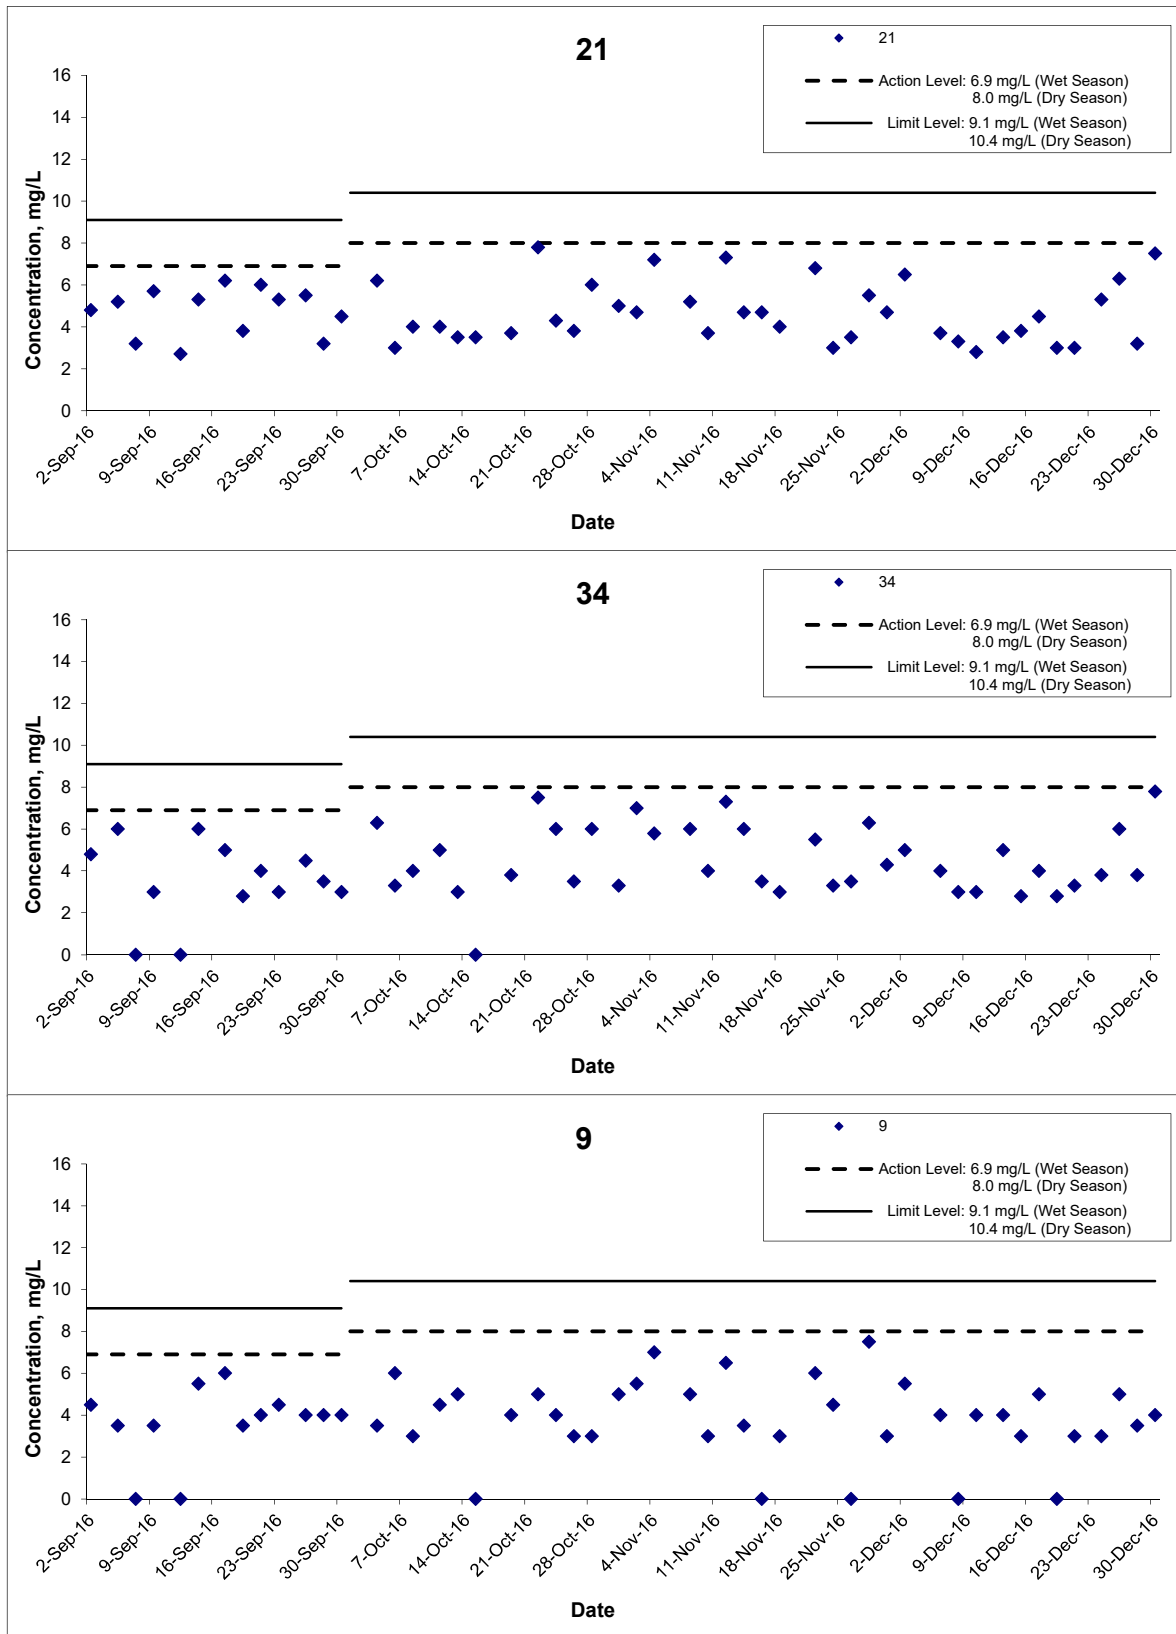 21
21
Action Level: 6.9 mg/L (Wet Season)
8.0 mg/L (Dry Season)
Limit Level: 9.1 mg/L (Wet Season)
10.4 mg/L (Dry Season)
Concentration, mg/L
16
14
12
10
8
6
4
2
0
2-Sep-16
9-Sep-16
16-Sep-16
23-Sep-16
30-Sep-16
7-Oct-16
14-Oct-16
21-Oct-16
28-Oct-16
4-Nov-16
11-Nov-16
18-Nov-16
25-Nov-16
2-Dec-16
9-Dec-16
16-Dec-16
23-Dec-16
30-Dec-16
Date
34
34
Action Level: 6.9 mg/L (Wet Season)
8.0 mg/L (Dry Season)
Limit Level: 9.1 mg/L (Wet Season)
10.4 mg/L (Dry Season)
Concentration, mg/L
16
14
12
10
8
6
4
2
0
2-Sep-16
9-Sep-16
16-Sep-16
23-Sep-16
30-Sep-16
7-Oct-16
14-Oct-16
21-Oct-16
28-Oct-16
4-Nov-16
11-Nov-16
18-Nov-16
25-Nov-16
2-Dec-16
9-Dec-16
16-Dec-16
23-Dec-16
30-Dec-16
Date
9
9
Action Level: 6.9 mg/L (Wet Season)
8.0 mg/L (Dry Season)
Limit Level: 9.1 mg/L (Wet Season)
10.4 mg/L (Dry Season)
Concentration, mg/L
16
14
12
10
8
6
4
2
0
2-Sep-16
9-Sep-16
16-Sep-16
23-Sep-16
30-Sep-16
7-Oct-16
14-Oct-16
21-Oct-16
28-Oct-16
4-Nov-16
11-Nov-16
18-Nov-16
25-Nov-16
2-Dec-16
9-Dec-16
16-Dec-16
23-Dec-16
30-Dec-16
Date